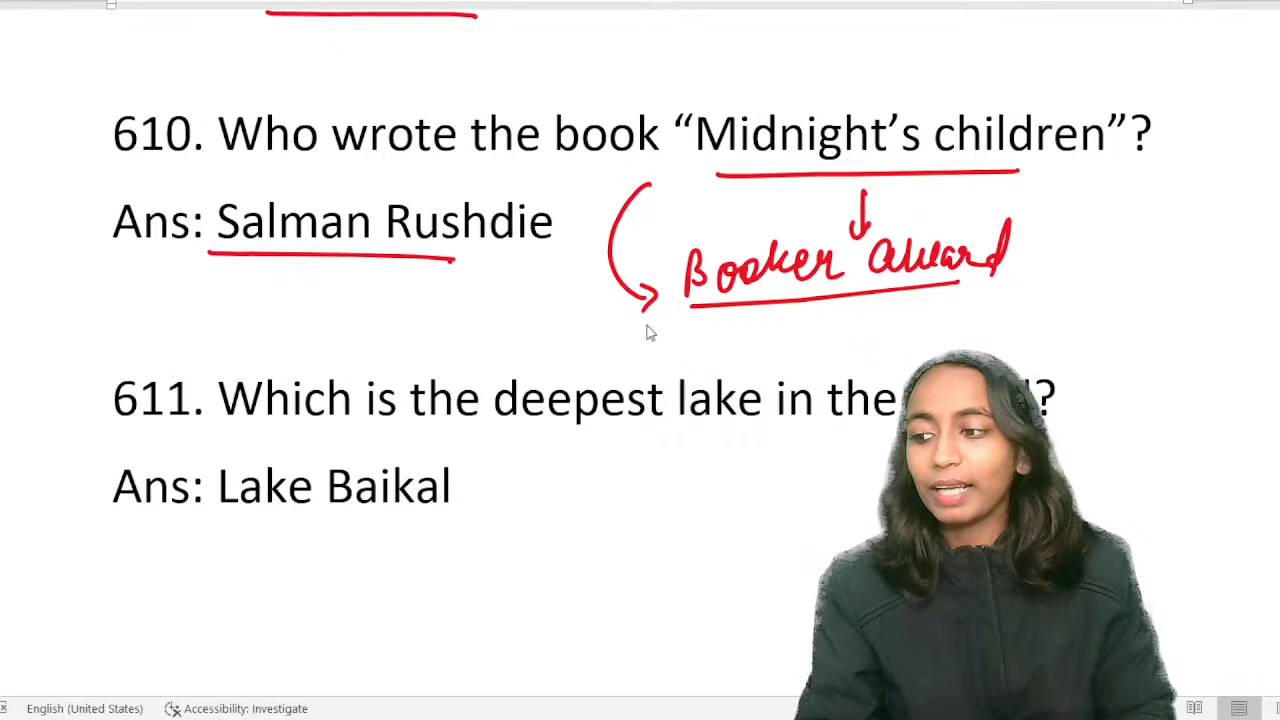 610. Who wrote the book “Midnight’s children”?
Ans: Salman Rushdie
Booker award
611. Which is the deepest lake in the d?
Ans: Lake Baikal
English (United States) Accessibility: Investigate